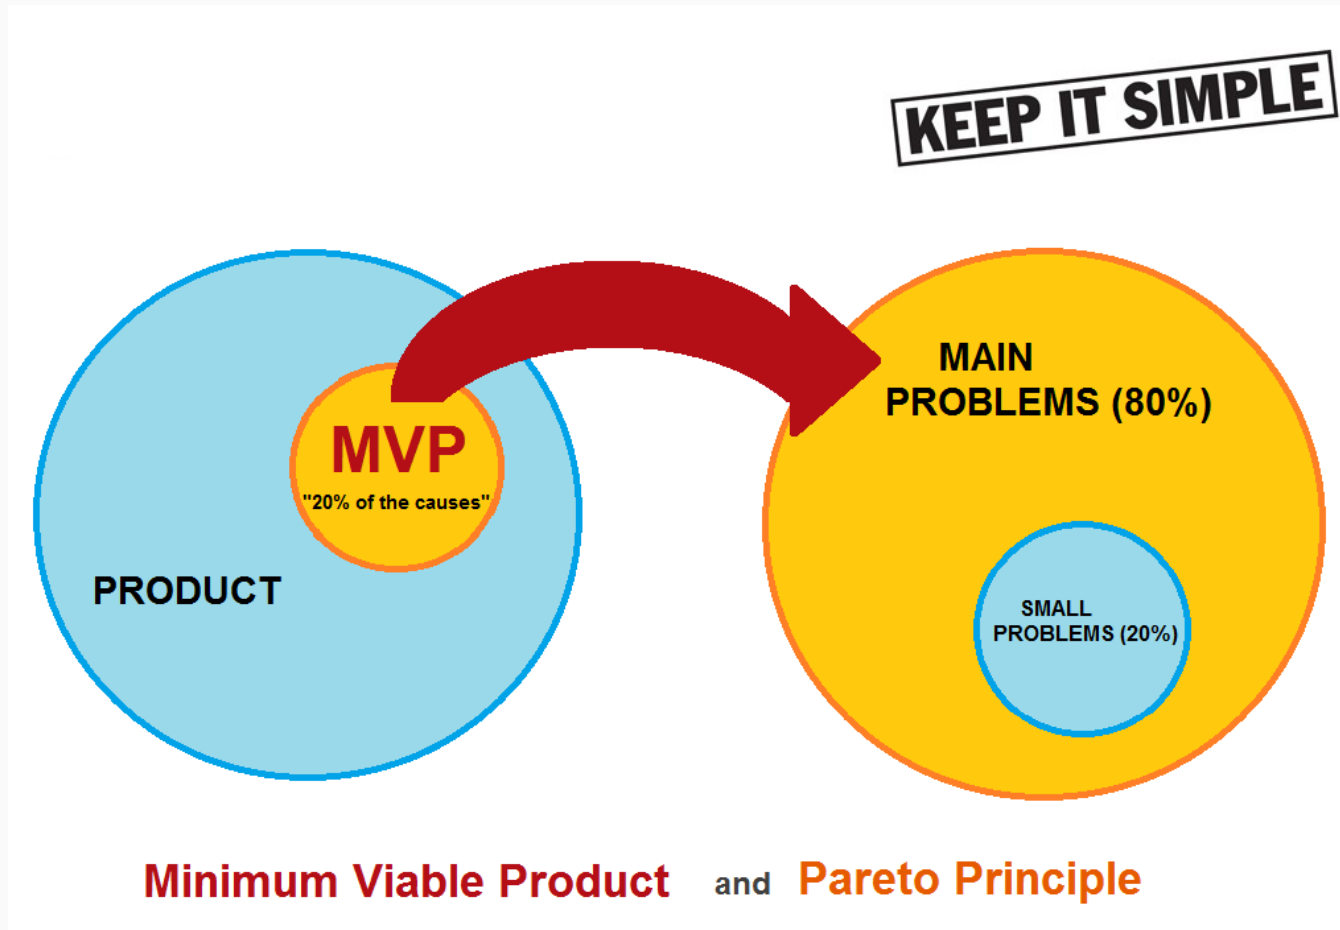 KEEP IT SIMPLE
MAIN
PROBLEMS (80%)
MVP
"20% of the causes"
PRODUCT
SMALL
PROBLEMS (20%)
Minimum Viable Product and Pareto Principle